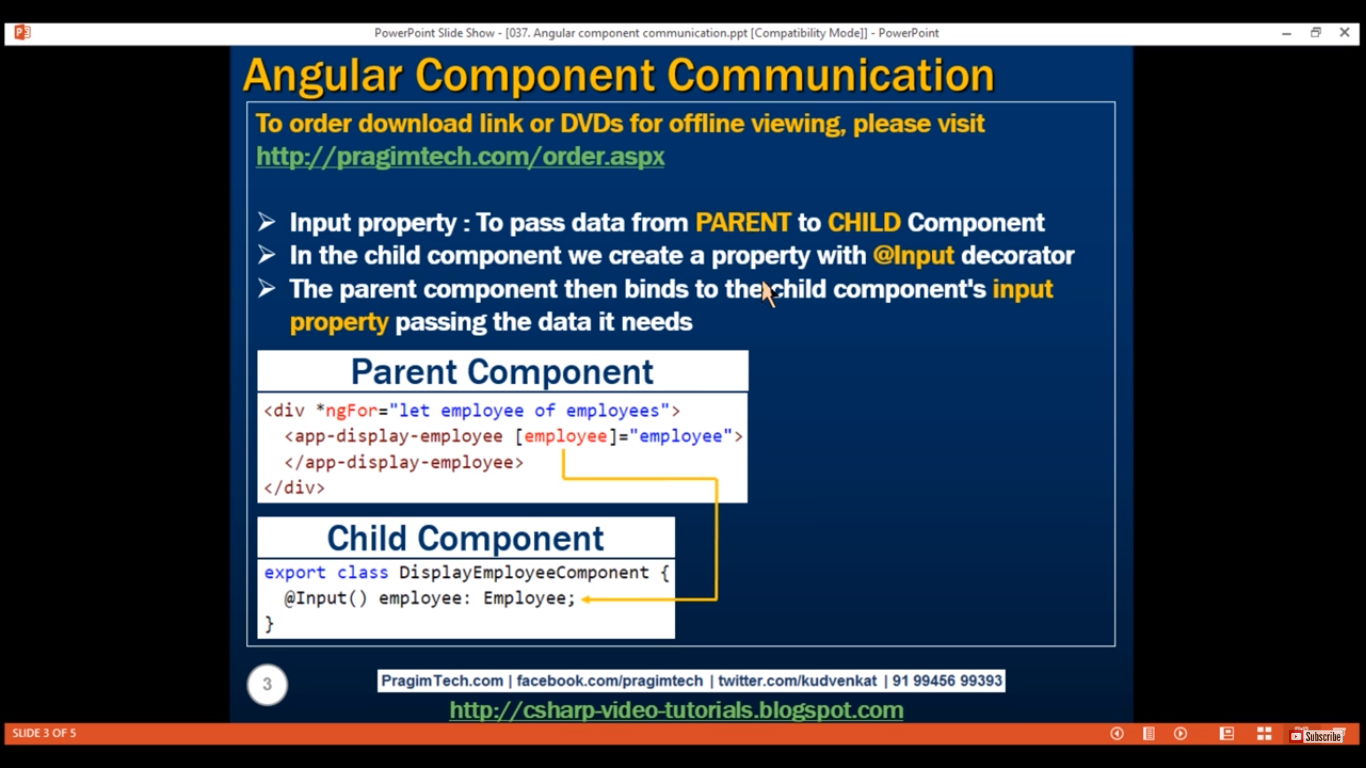 PowerPoint Slide Show - [037. Angular component communication.ppt [Compatibility Mode]] - PowerPoint
Angular Component Communication
To order download link or DVDs for offline viewing, please visit
http://pragimtech.com/order.aspx
Input property : To pass data from PARENT to CHILD Component
In the child component we create a property with @Input decorator
The parent component then binds to the child component's input
property passing the data it needs
Parent Component
<div *ngFor="let employee of employees">
<app-display-employee [employee]="employee">
</app-display-employee>
</div>
Child Component
export class DisplayEmployeeComponent {
@Input() employee: Employee;
}
3
PragimTech.com | facebook.com/pragimtech | twitter.com/kudvenkat | 91 99456 99393
http://csharp-video-tutorials.blogspot.com
SLIDE 3 OF 5
Subscribe